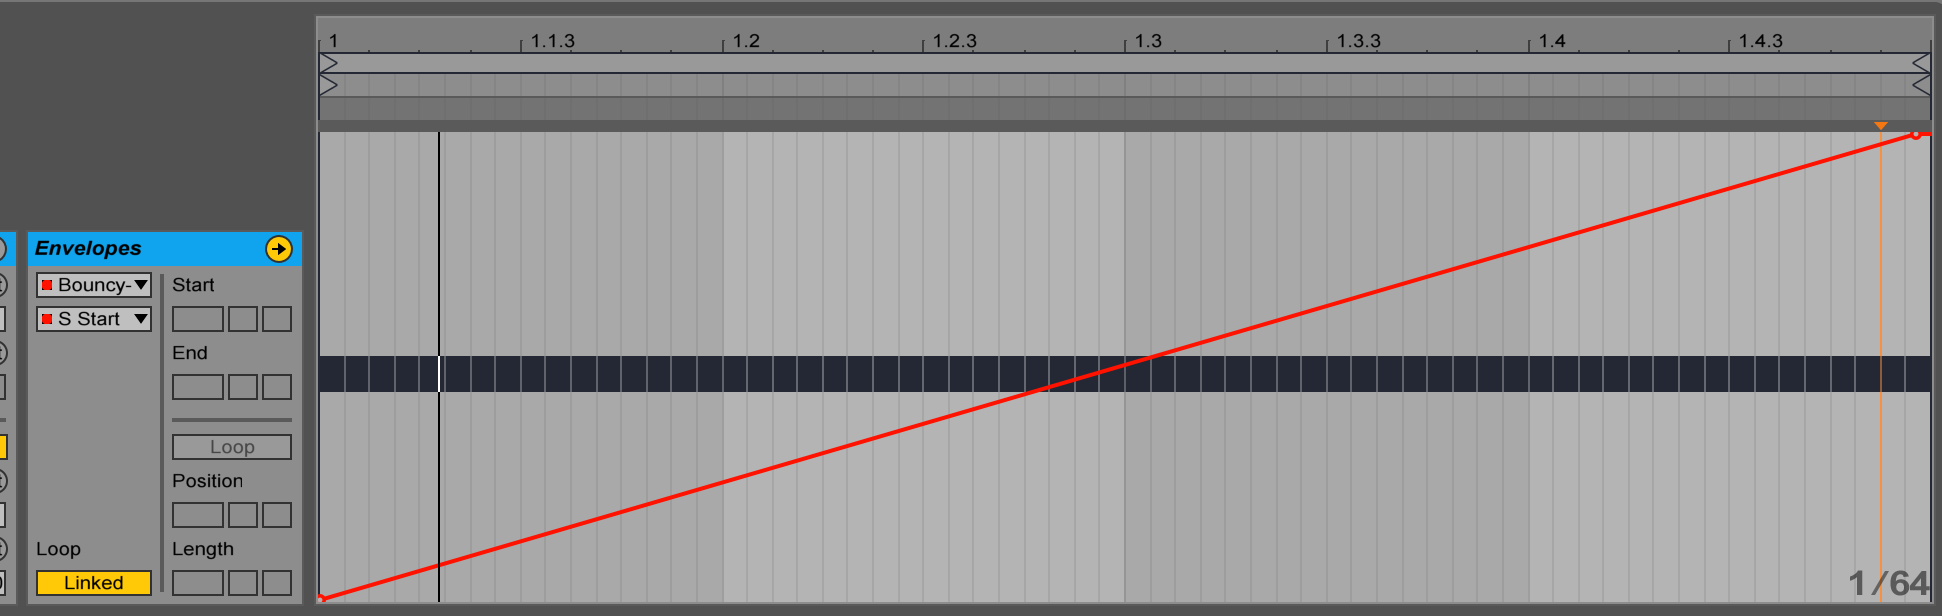 1 1.1.3 1.2 1.2.3 1.3 1.3.3 1.4 1.4.3
Envelopes
Bouncy-
S Start
Loop
Linked
Start
End
Loop
Position
Length
1/64